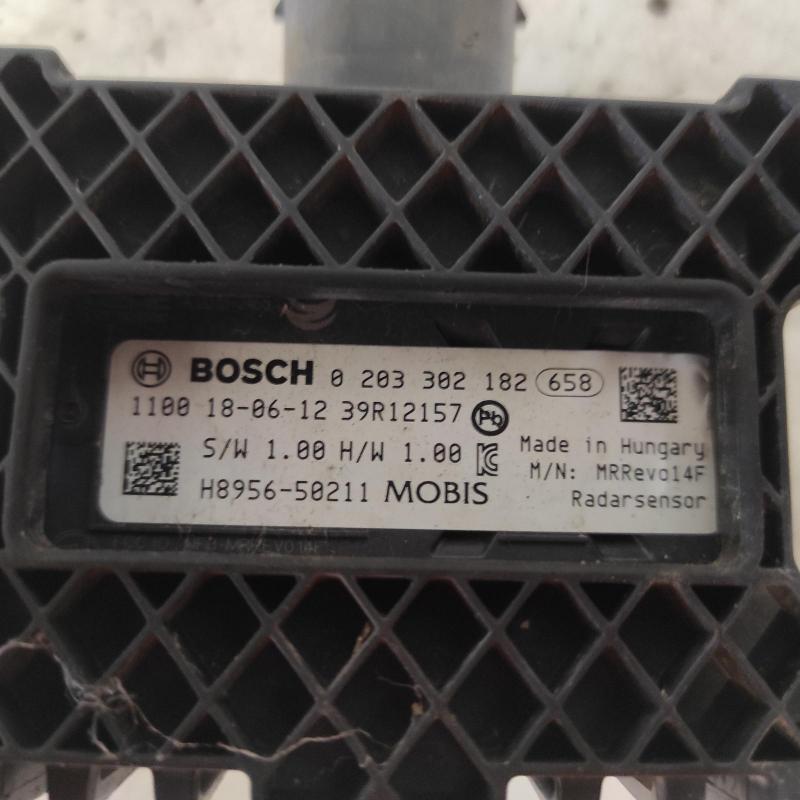 BOSCH 0 203 302 182 658
1100 18-06-12 39R12157 Pb
S/W 1.00 H/W 1.00
Made in Hungary
M/N: MRRevo14F
H8956-50211 MOBIS
Radarsensor